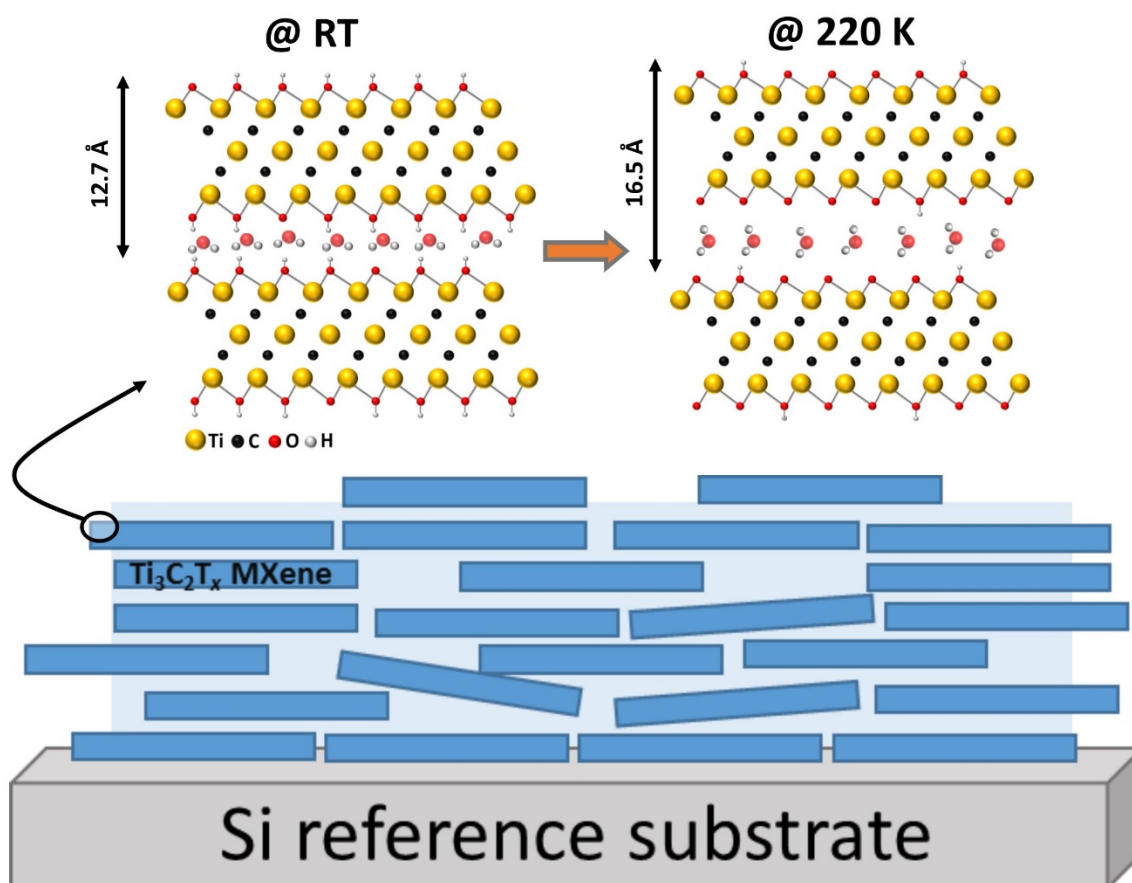 @ RT
@ 220 K
12.7 Å
16.5 Å
Ti C O H
Ti₃C₂Tₓ MXene
Si reference substrate